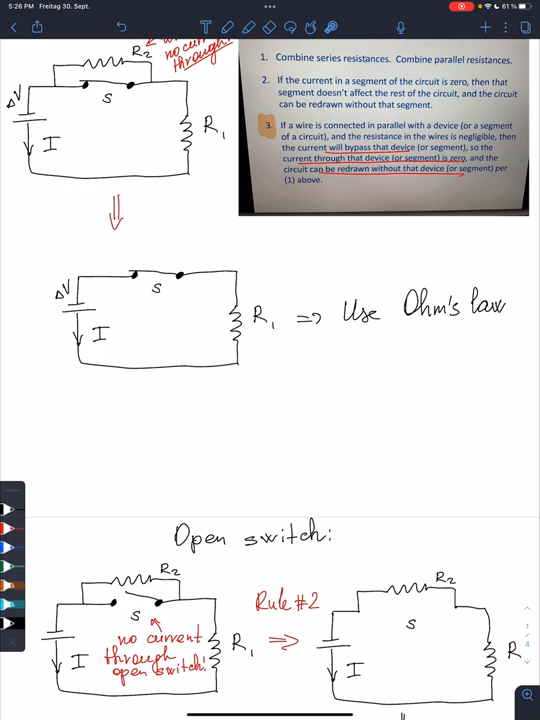 5:26 PM Freitag 30. Sept.
61 %
R2
no cur
through!
S
ΔV
I
R1
1. Combine series resistances. Combine parallel resistances.
2. If the current in a segment of the circuit is zero, then that
segment doesn't affect the rest of the circuit, and the circuit
can be redrawn without that segment.
3. If a wire is connected in parallel with a device (or a segment
of a circuit), and the resistance in the wires is negligible, then
the current will bypass that device (or segment), so the
current through that device (or segment) is zero, and the
circuit can be redrawn without that device (or segment) per
(1) above.
ΔV
S
I
R1 => Use Ohm's law
Open switch:
R2
S
no current
through
open switch!
I
R1
Rule #2
=>
R2
S
I
R
1
4